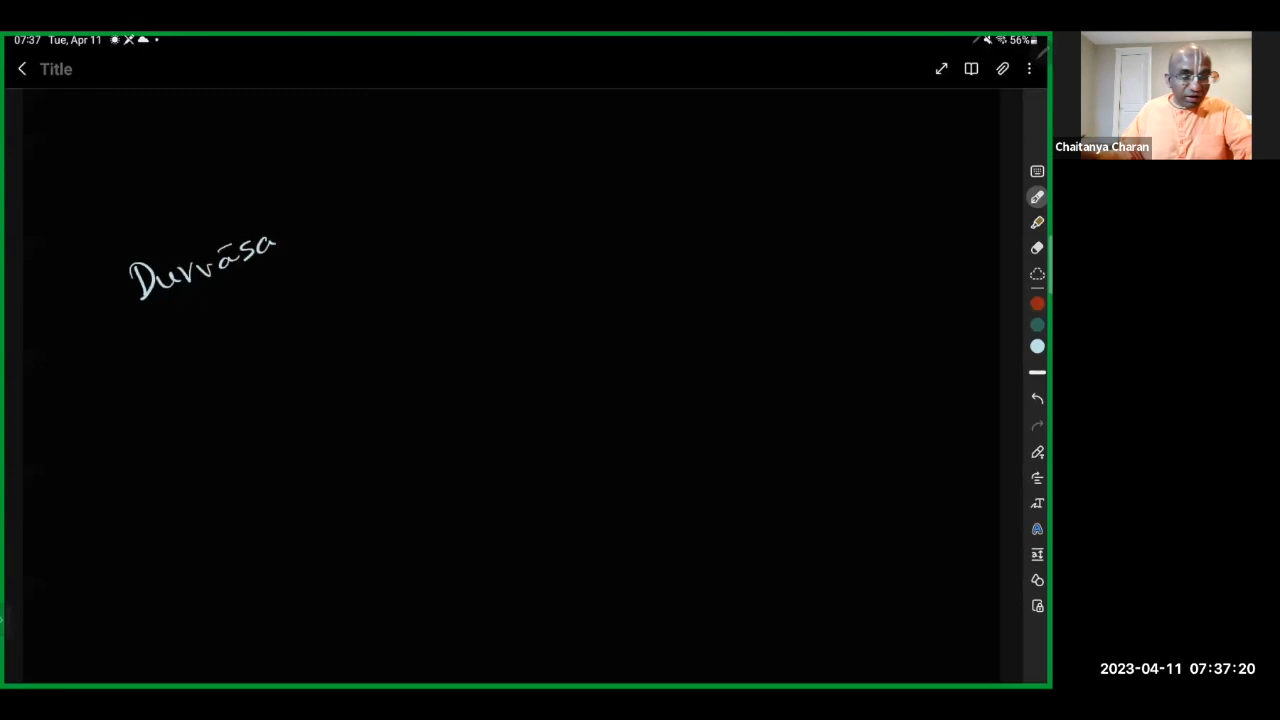 07:37 Tue, Apr 11
56%
Title
Durvāsa
Chaitanya Charan
2023-04-11 07:37:20